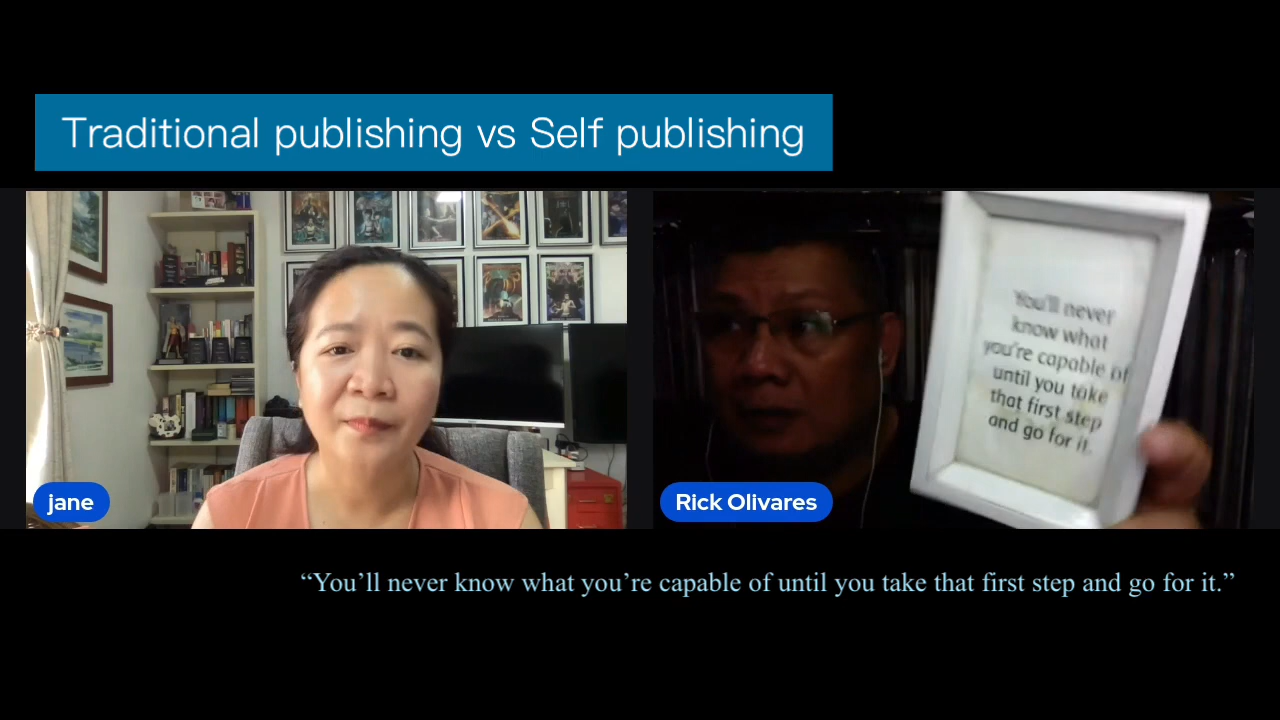 Traditional publishing vs Self publishing
You'll never
know what
you're capable of
until you take
that first step
and go for it.
jane
Rick Olivares
“You’ll never know what you’re capable of until you take that first step and go for it.”